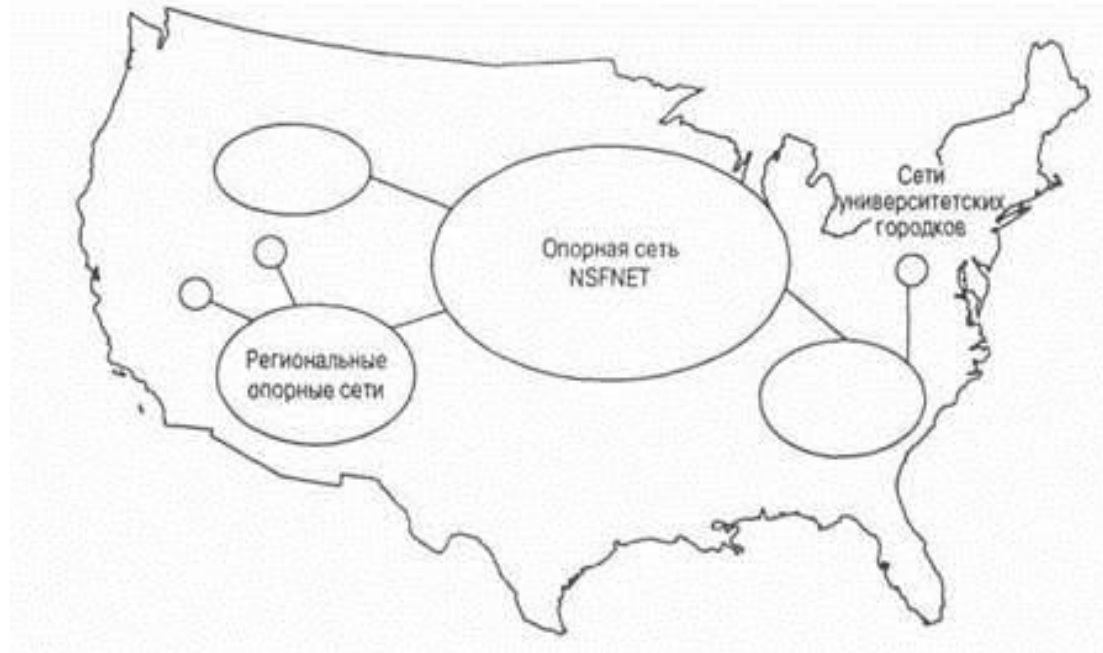 Сети
университетских
городков
Опорная сеть
NSFNET
Региональные
опорные сети